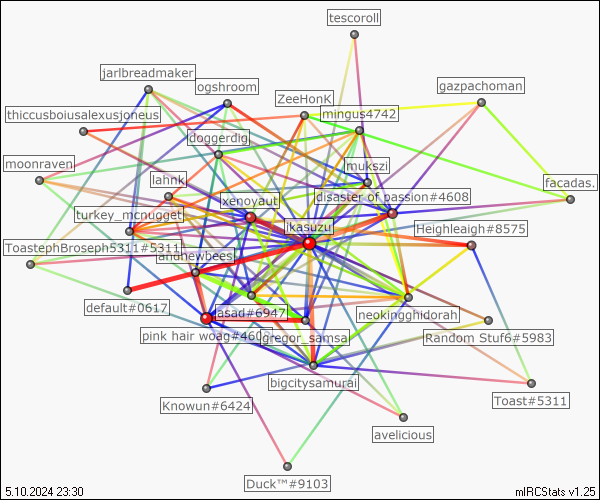 tescoroll
jarlbreadmaker
ogshroom
gazpachoman
ZeeHonK
thiccusboiusalexusjoneus
mingus4742
doggerdig
moonraven
mukszi
lahnk
facadas.
xenoyaut
disaster of passion#4608
turkey_mcnugget
jkasuzu
Heighleaigh#8575
ToastephBroseph5311#5311
andhewbees
default#0617
asad#6947
neokingghidorah
pink hair woag#460
gregor_samsa
Random Stuf6#5983
bigcitysamurai
Knowun#6424
Toast#5311
avelicious
Duck™#9103
5.10.2024 23:30
mIRCStats v1.25